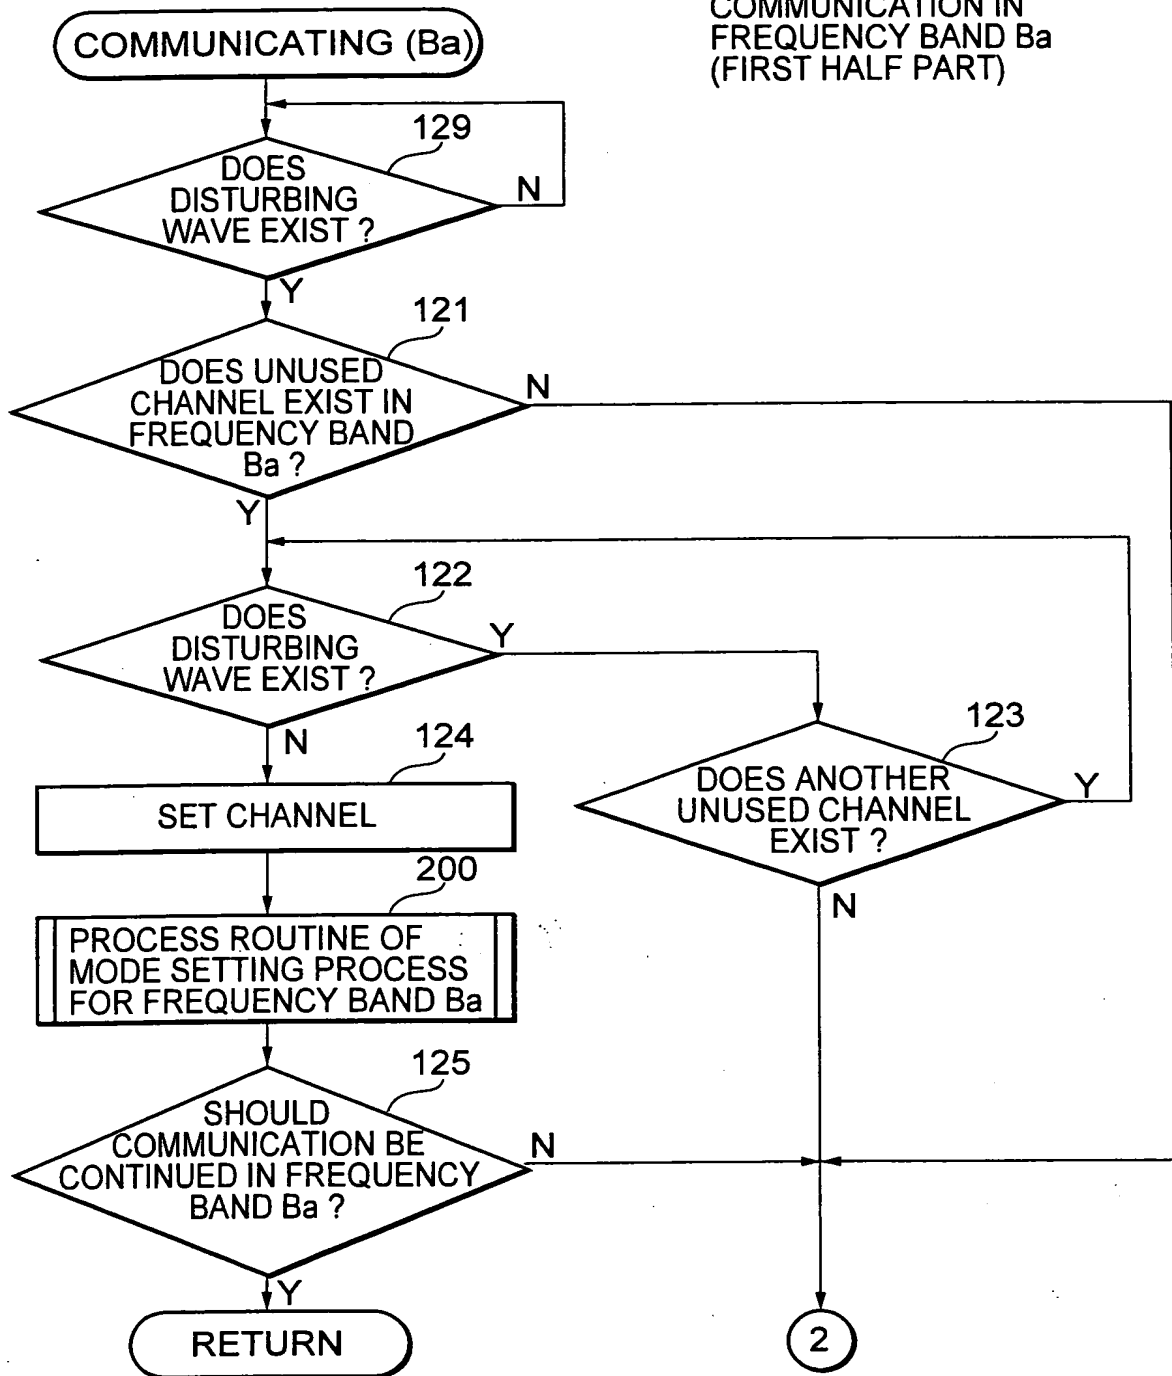 COMMUNICATION IN
FREQUENCY BAND Ba
(FIRST HALF PART)
COMMUNICATING (Ba)
129
DOES
DISTURBING
WAVE EXIST ?
N
Y
121
DOES UNUSED
CHANNEL EXIST IN
FREQUENCY BAND
Ba ?
N
Y
122
DOES
DISTURBING
WAVE EXIST ?
Y
N
123
DOES ANOTHER
UNUSED CHANNEL
EXIST ?
Y
N
124
SET CHANNEL
200
PROCESS ROUTINE OF
MODE SETTING PROCESS
FOR FREQUENCY BAND Ba
125
SHOULD
COMMUNICATION BE
CONTINUED IN FREQUENCY
BAND Ba ?
N
Y
RETURN
2